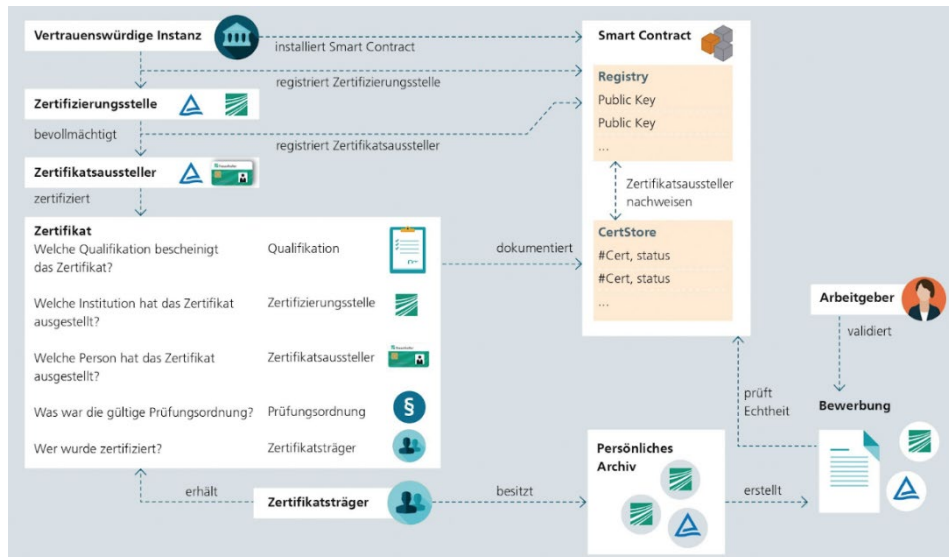 Vertrauenswürdige Instanz
installiert Smart Contract
registriert Zertifizierungsstelle
Zertifizierungsstelle
bevollmächtigt
registriert Zertifikatsaussteller
Zertifikatsaussteller
zertifiziert
Smart Contract
Registry
Public Key
Public Key
...
Zertifikatsaussteller
nachweisen
CertStore
#Cert, status
#Cert, status
...
Zertifikat
Welche Qualifikation bescheinigt
das Zertifikat?
Qualifikation
dokumentiert
Welche Institution hat das Zertifikat
ausgestellt?
Zertifizierungsstelle
Welche Person hat das Zertifikat
ausgestellt?
Zertifikatsaussteller
Was war die gültige Prüfungsordnung?
Prüfungsordnung
§
Wer wurde zertifiziert?
Zertifikatsträger
Arbeitgeber
validiert
prüft
Echtheit
Bewerbung
erhält
Zertifikatsträger
besitzt
Persönliches
Archiv
erstellt